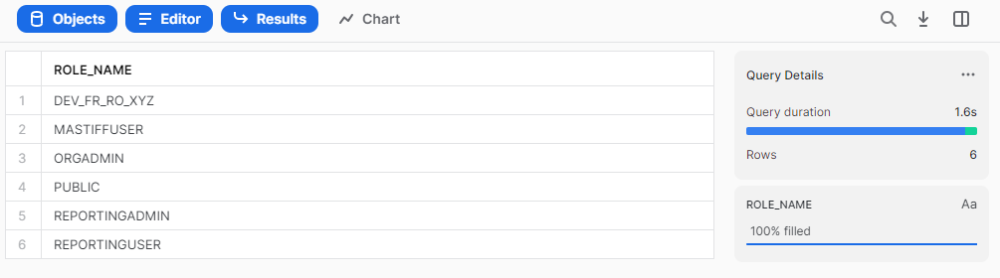 Objects Editor Results Chart
ROLE_NAME
1 DEV_FR_RO_XYZ
2 MASTIFFUSER
3 ORGADMIN
4 PUBLIC
5 REPORTINGADMIN
6 REPORTINGUSER
Query Details ...
Query duration 1.6s
Rows 6
ROLE_NAME Aa
100% filled